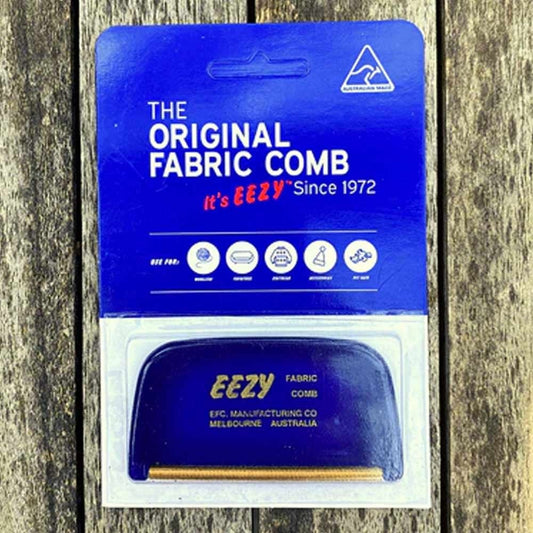 AUSTRALIAN MADE
THE
ORIGINAL
FABRIC COMB
It's EEZY™ Since 1972
USE FOR:
EEZY FABRIC
COMB
EFC. MANUFACTURING CO
MELBOURNE AUSTRALIA